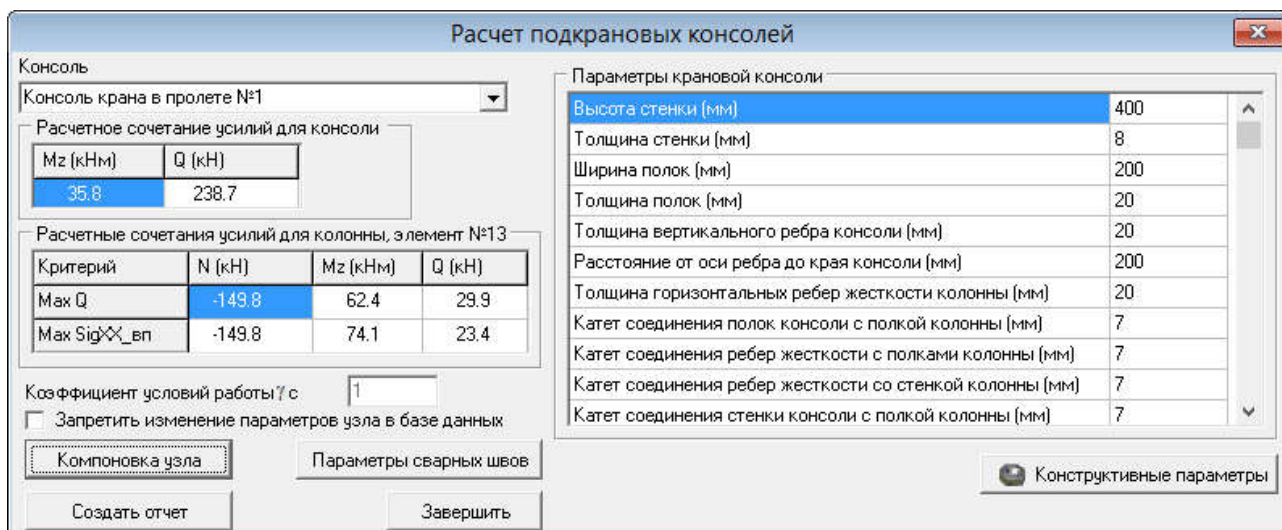 Расчет подкрановых консолей
Консоль
Консоль крана в пролете №1
Расчетное сочетание усилий для консоли
Mz (кНм) Q (кН)
35.8 238.7
Расчетные сочетания усилий для колонны, элемент №13
Критерий N (кН) Mz (кНм) Q (кН)
Max Q -149.8 62.4 29.9
Max SigXX_вп -149.8 74.1 23.4
Коэффициент условий работы γ с 1
Запретить изменение параметров узла в базе данных
Компоновка узла Параметры сварных швов
Создать отчет Завершить
Параметры крановой консоли
Высота стенки (мм) 400
Толщина стенки (мм) 8
Ширина полок (мм) 200
Толщина полок (мм) 20
Толщина вертикального ребра консоли (мм) 20
Расстояние от оси ребра до края консоли (мм) 200
Толщина горизонтальных ребер жесткости колонны (мм) 20
Катет соединения полок консоли с полкой колонны (мм) 7
Катет соединения ребер жесткости с полками колонны (мм) 7
Катет соединения ребер жесткости со стенкой колонны (мм) 7
Катет соединения стенки консоли с полкой колонны (мм) 7
Конструктивные параметры